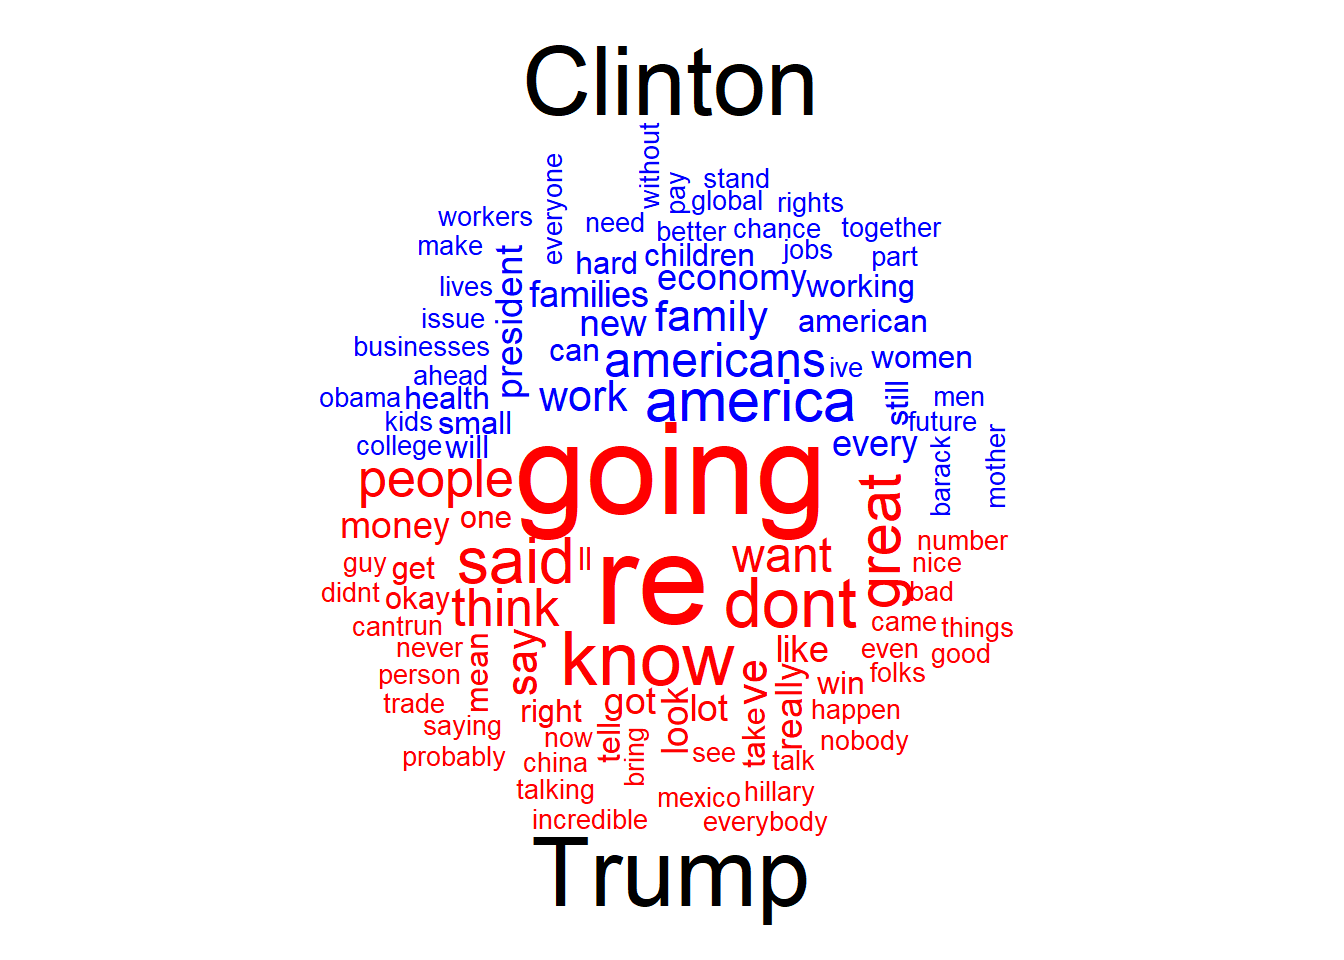 Clinton
without
everyone
pay
stand
global
rights
workers
need
better
chance
together
make
president
hard
children
jobs
part
lives
families
economy
working
issue
new
family
american
businesses
can
americans
ive
women
ahead
obama
health
work
america
still
men
kids
small
future
college
will
every
barack
mother
people
going
great
money
one
number
guy
get
said
ll
re
want
nice
didnt
okay
think
dont
bad
cant
run
came
things
never
mean
say
know
like
even
good
person
folks
trade
got
look
lot
take
ve
really
win
saying
right
happen
now
tell
bring
see
nobody
probably
china
talk
talking
mexico
hillary
incredible
everybody
Trump